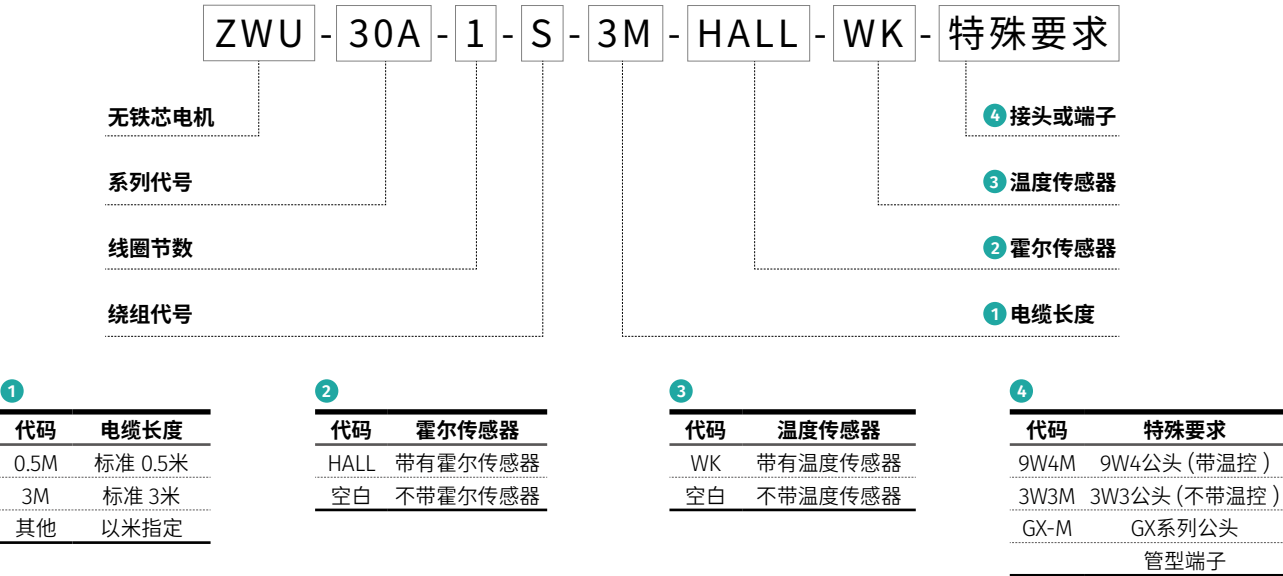 ZWU - 30A - 1 - S - 3M - HALL - WK - 特殊要求
无铁芯电机
4 接头或端子
系列代号
3 温度传感器
线圈节数
2 霍尔传感器
绕组代号
1 电缆长度
1
代码 电缆长度
0.5M 标准 0.5米
3M 标准 3米
其他 以米指定
2
代码 霍尔传感器
HALL 带有霍尔传感器
空白 不带霍尔传感器
3
代码 温度传感器
WK 带有温度传感器
空白 不带温度传感器
4
代码 特殊要求
9W4M 9W4公头 (带温控 )
3W3M 3W3公头 (不带温控 )
GX-M GX系列公头
管型端子